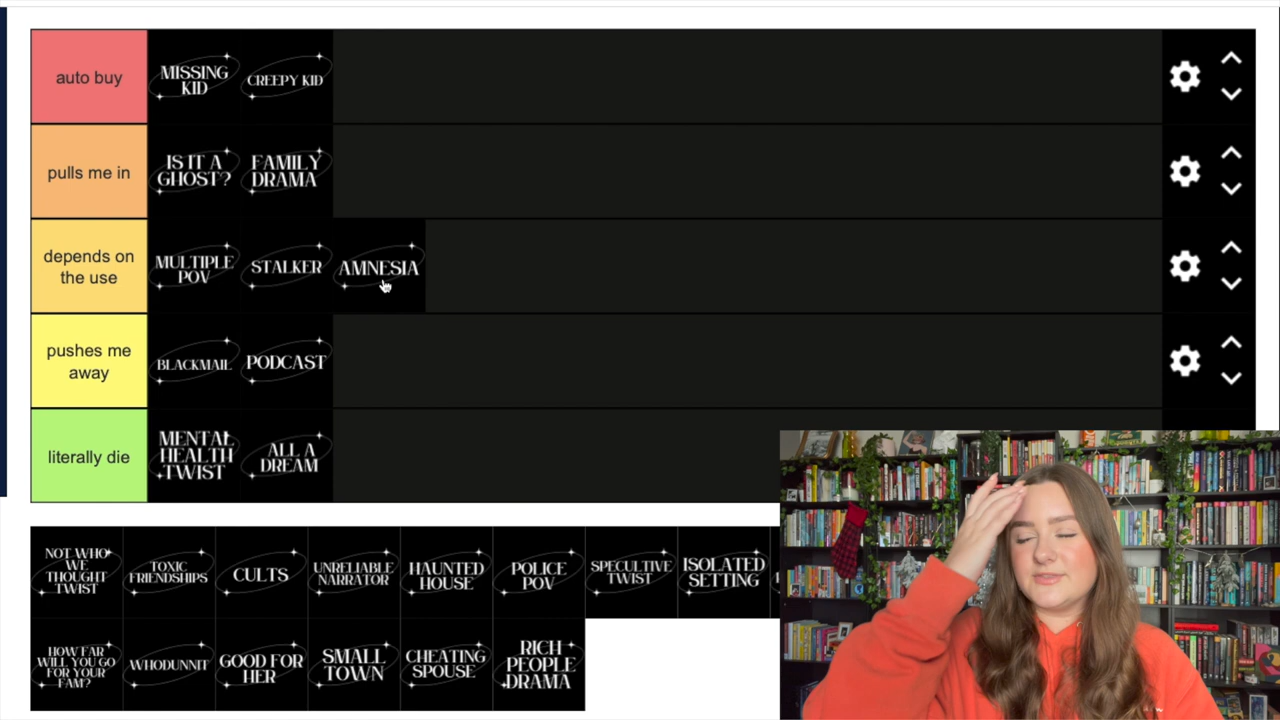 auto buy
MISSING
KID
CREEPY KID
pulls me in
IS IT A
GHOST?
FAMILY
DRAMA
depends on
the use
MULTIPLE
POV
STALKER
AMNESIA
pushes me
away
BLACKMAIL
PODCAST
literally die
MENTAL
HEALTH
TWIST
ALL A
DREAM
NOT WHO
WE
THOUGHT
TWIST
TOXIC
FRIENDSHIPS
CULTS
UNRELIABLE
NARRATOR
HAUNTED
HOUSE
POLICE
POV
SPECULTIVE
TWIST
ISOLATED
SETTING
HOW FAR
WILL YOU GO
FOR YOUR
FAM?
WHODUNNIT
GOOD FOR
HER
SMALL
TOWN
CHEATING
SPOUSE
RICH
PEOPLE
DRAMA